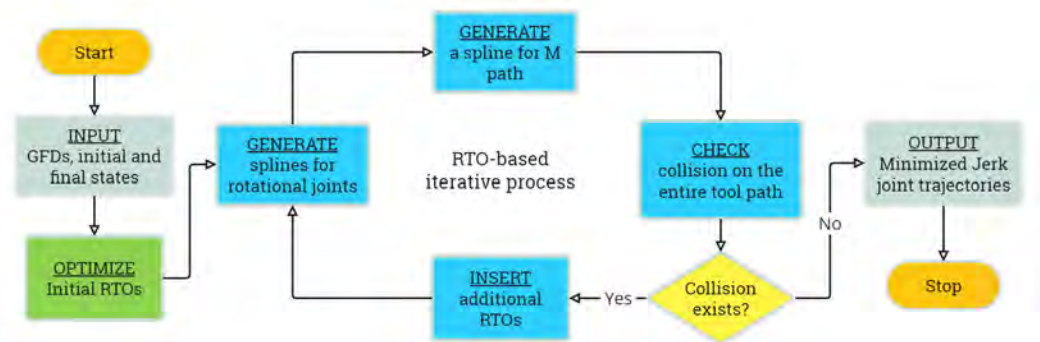 Start
INPUT
GFDs, initial and
final states
OPTIMIZE
Initial RTOs
GENERATE
splines for
rotational joints
GENERATE
a spline for M
path
RTO-based
iterative process
CHECK
collision on the
entire tool path
Collision
exists?
Yes
INSERT
additional
RTOs
No
OUTPUT
Minimized Jerk
joint trajectories
Stop